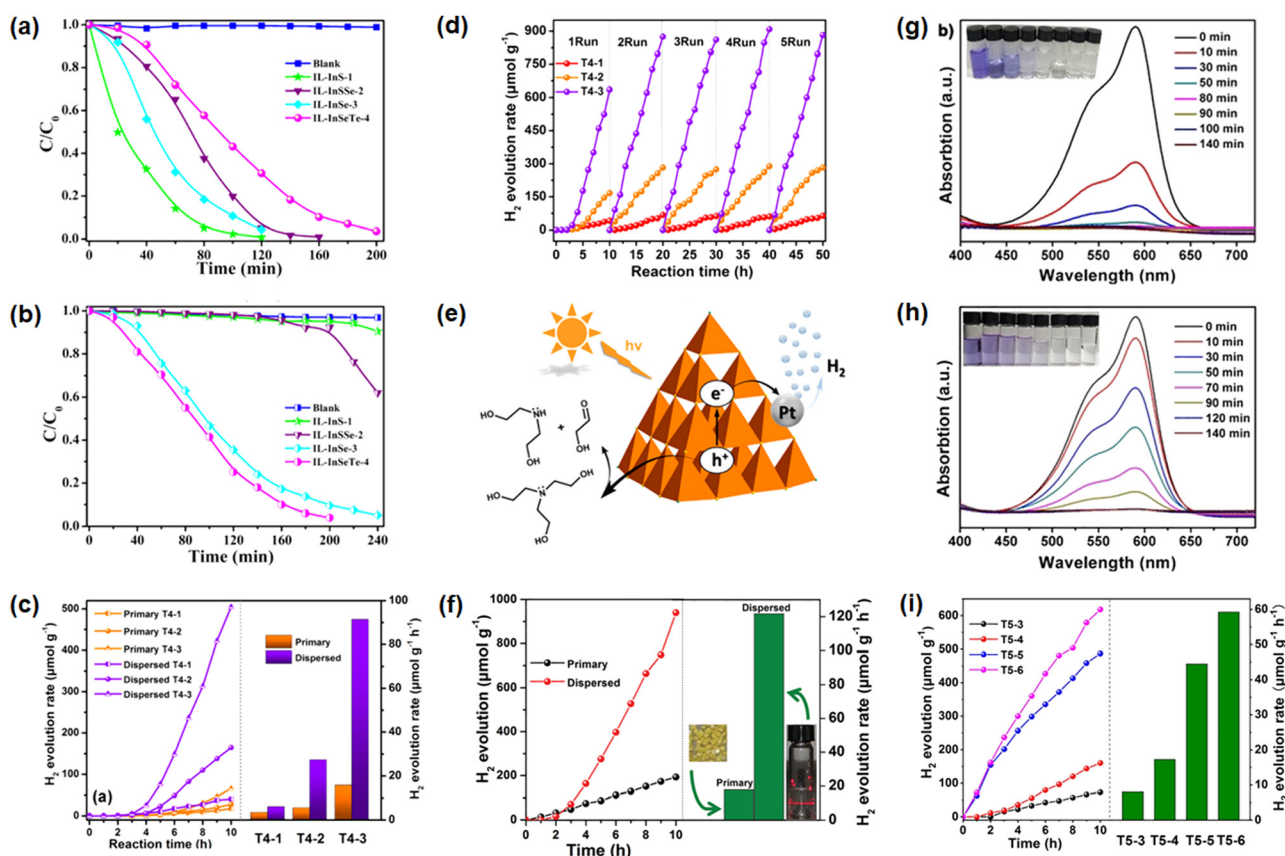 (a)
C/C0
1.0
0.8
0.6
0.4
0.2
0.0
Blank
IL-InS-1
IL-InSSe-2
IL-InSe-3
IL-InSeTe-4
0 40 80 120 160 200
Time (min)
(b)
C/C0
1.0
0.8
0.6
0.4
0.2
0.0
Blank
IL-InS-1
IL-InSSe-2
IL-InSe-3
IL-InSeTe-4
0 40 80 120 160 200 240
Time (min)
(c)
H2 evolution (μmol g-1)
500
400
300
200
100
50
0
Primary T4-1
Primary T4-2
Primary T4-3
Dispersed T4-1
Dispersed T4-2
Dispersed T4-3
(a)
Primary
Dispersed
100
80
60
40
20
0
H2 evolution rate (μmol g-1 h-1)
0 2 4 6 8 10 T4-1 T4-2 T4-3
Reaction time (h)
(d)
H2 evolution rate (μmol g-1)
900
750
600
450
300
150
0
1Run 2Run 3Run 4Run 5Run
T4-1
T4-2
T4-3
0 5 10 15 20 25 30 35 40 45 50
Reaction time (h)
(e)
hν
H2
e-
Pt
h+
HO
NH
OH
+
O
OH
HO
N
OH
HO
(f)
H2 evolution (μmol g-1)
1000
800
600
400
200
0
Primary
Dispersed
Dispersed
Primary
120
100
80
60
40
20
0
H2 evolution rate (μmol g-1 h-1)
0 2 4 6 8 10
Time (h)
(g)
b)
Absorbtion (a.u.)
0 min
10 min
30 min
50 min
80 min
90 min
100 min
140 min
400 450 500 550 600 650 700
Wavelength (nm)
(h)
Absorbtion (a.u.)
0 min
10 min
30 min
50 min
70 min
90 min
120 min
140 min
400 450 500 550 600 650 700
Wavelength (nm)
(i)
H2 evolution (μmol g-1)
600
500
400
300
200
100
0
T5-3
T5-4
T5-5
T5-6
60
50
40
30
20
10
0
H2 evolution rate (μmol g-1 h-1)
0 2 4 6 8 10 T5-3 T5-4 T5-5 T5-6
Time (h)